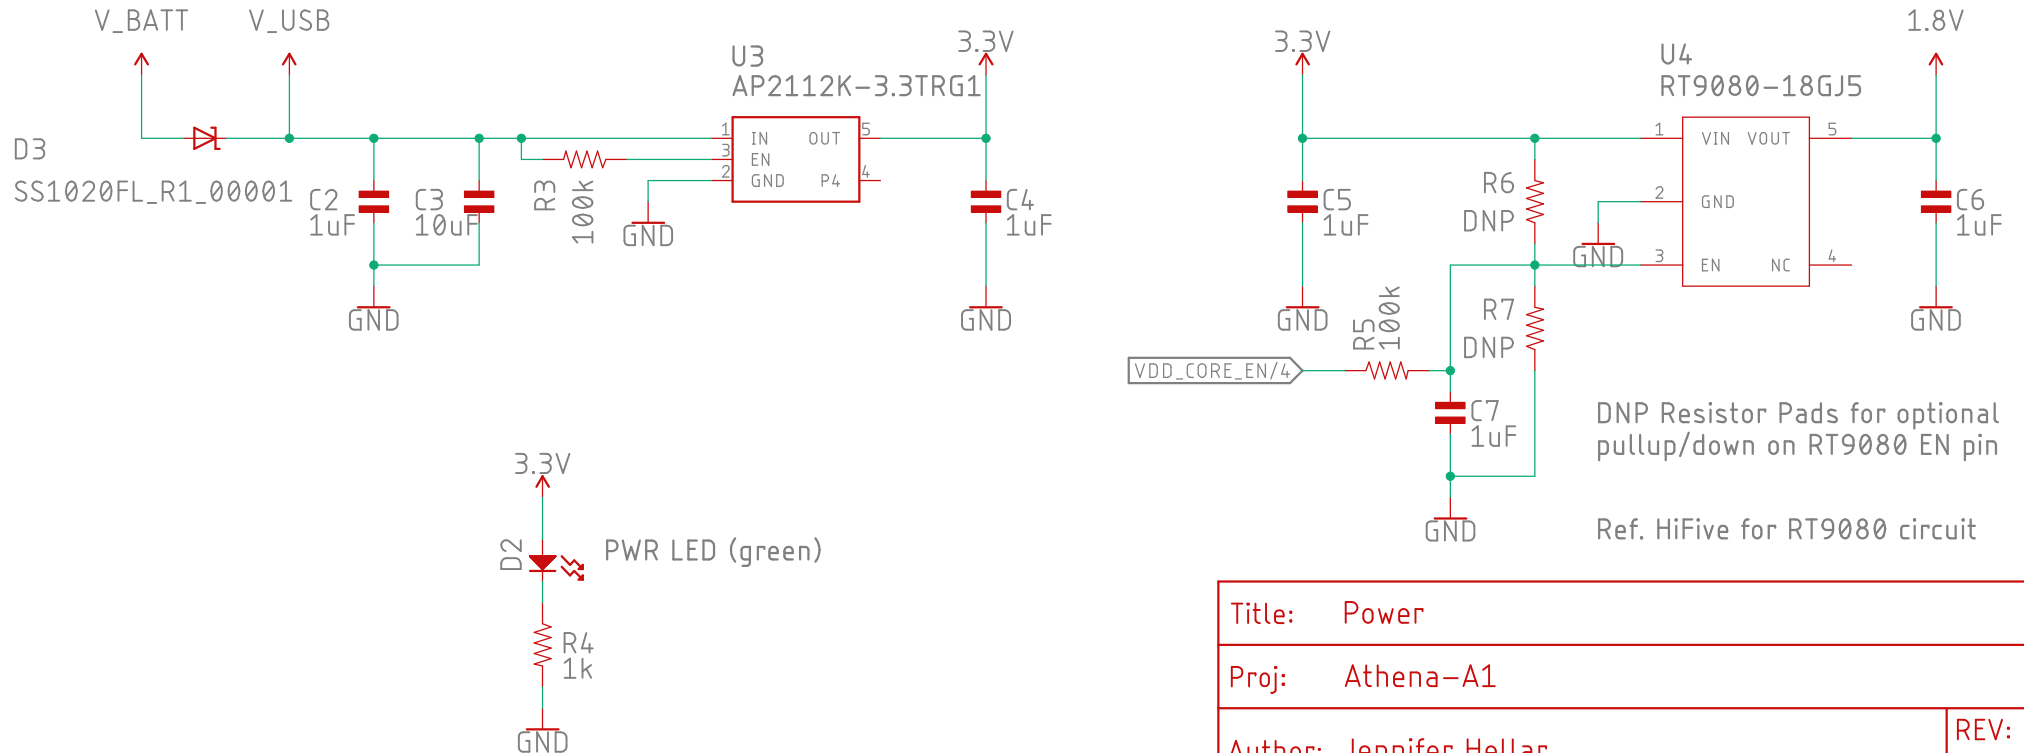 V_BATT
V_USB
D3
SS1020FL_R1_00001
C2
1uF
C3
10uF
R3
100k
GND
GND
U3
AP2112K-3.3TRG1
1
IN
OUT
5
3
EN
2
GND
P4
4
3.3V
C4
1uF
GND
3.3V
C5
1uF
GND
R6
DNP
R7
DNP
U4
RT9080-18GJ5
1
VIN
VOUT
5
2
GND
3
EN
NC
4
GND
1.8V
C6
1uF
GND
VDD_CORE_EN/4
R5
100k
C7
1uF
GND
DNP Resistor Pads for optional
pullup/down on RT9080 EN pin
Ref. HiFive for RT9080 circuit
3.3V
D2
PWR LED (green)
R4
1k
GND
Title: Power
Proj: Athena-A1
Author: Jennifer Hellar
REV: